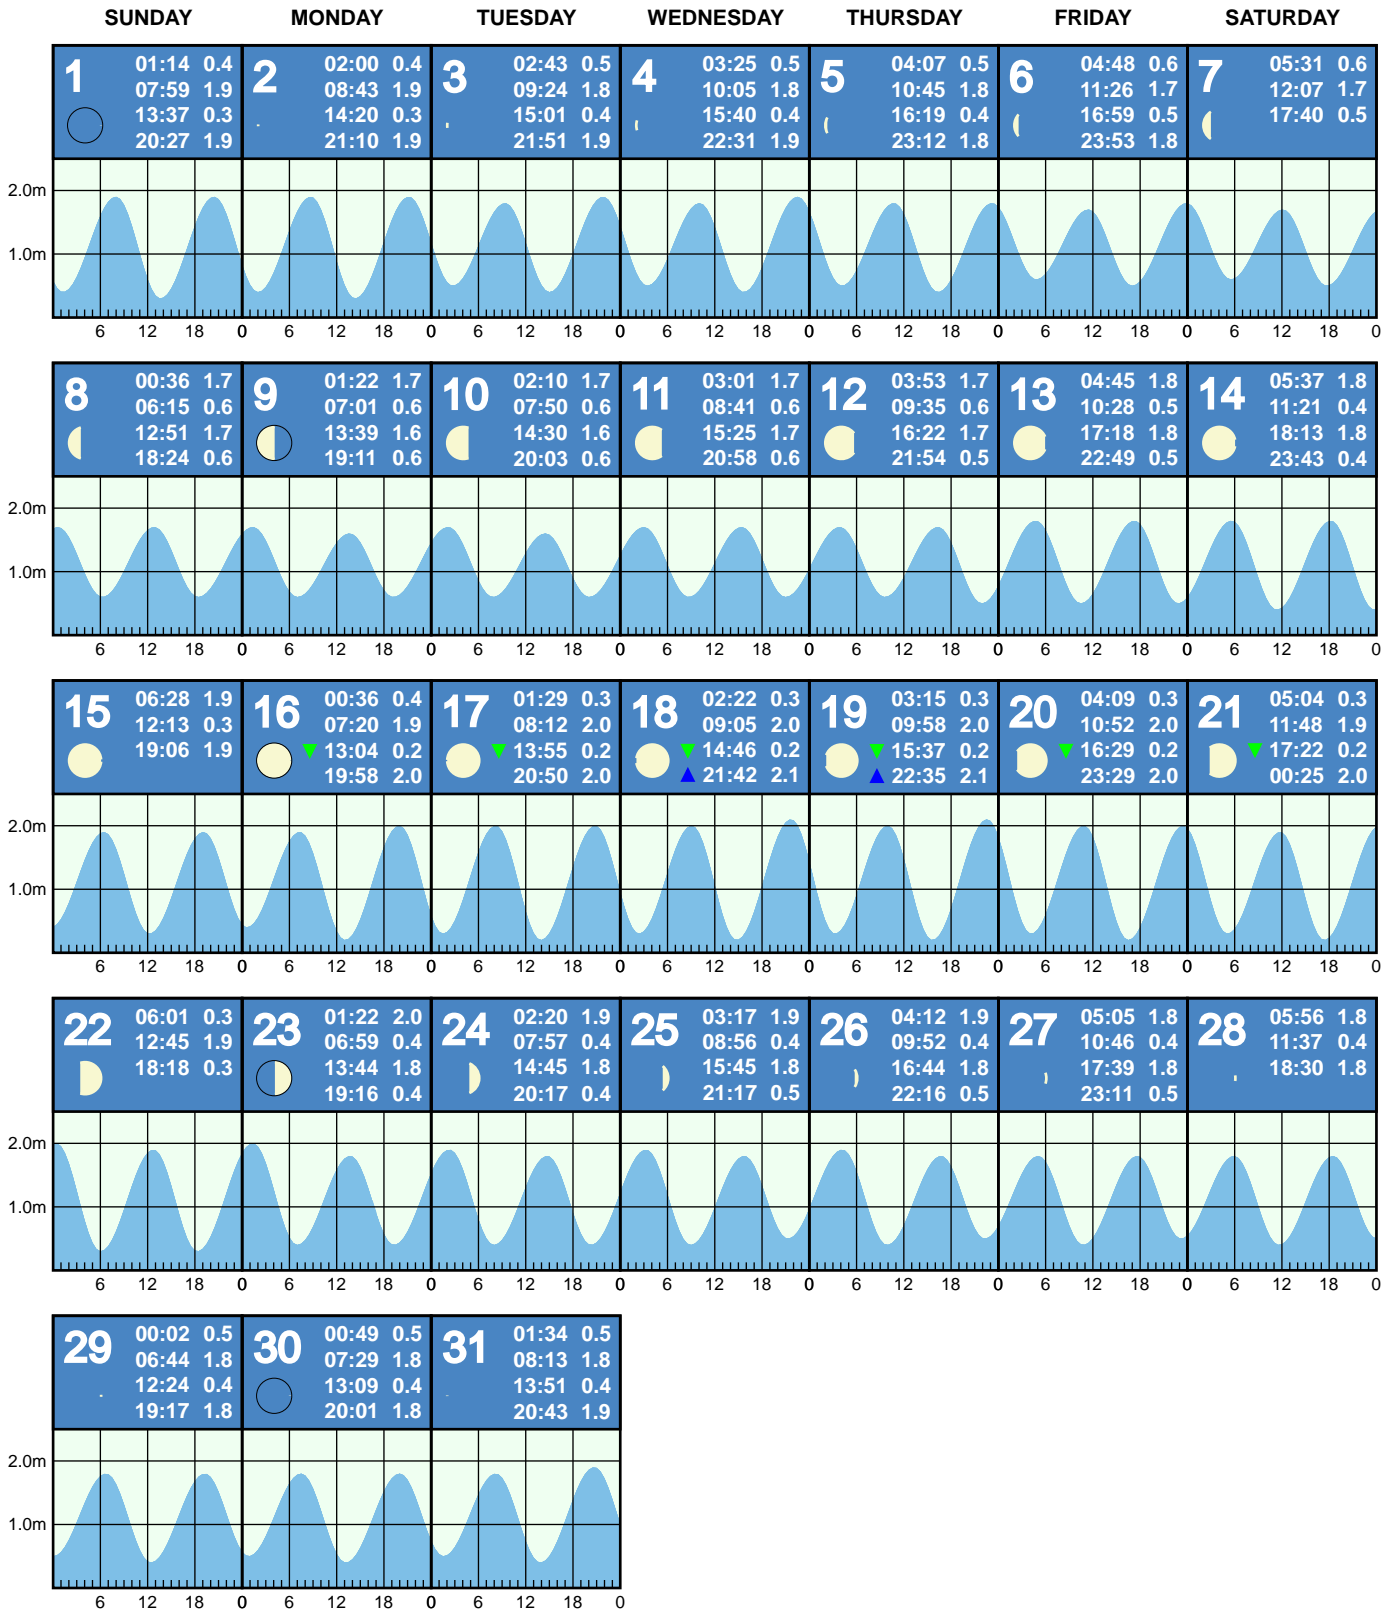 SUNDAY MONDAY TUESDAY WEDNESDAY THURSDAY FRIDAY SATURDAY
1 01:14 0.4
07:59 1.9
13:37 0.3
20:27 1.9
2 02:00 0.4
08:43 1.9
14:20 0.3
21:10 1.9
3 02:43 0.5
09:24 1.8
15:01 0.4
21:51 1.9
4 03:25 0.5
10:05 1.8
15:40 0.4
22:31 1.9
5 04:07 0.5
10:45 1.8
16:19 0.4
23:12 1.8
6 04:48 0.6
11:26 1.7
16:59 0.5
23:53 1.8
7 05:31 0.6
12:07 1.7
17:40 0.5
2.0m
1.0m
6 12 18 0 6 12 18 0 6 12 18 0 6 12 18 0 6 12 18 0 6 12 18 0 6 12 18 0
8 00:36 1.7
06:15 0.6
12:51 1.7
18:24 0.6
9 01:22 1.7
07:01 0.6
13:39 1.6
19:11 0.6
10 02:10 1.7
07:50 0.6
14:30 1.6
20:03 0.6
11 03:01 1.7
08:41 0.6
15:25 1.7
20:58 0.6
12 03:53 1.7
09:35 0.6
16:22 1.7
21:54 0.5
13 04:45 1.8
10:28 0.5
17:18 1.8
22:49 0.5
14 05:37 1.8
11:21 0.4
18:13 1.8
23:43 0.4
2.0m
1.0m
6 12 18 0 6 12 18 0 6 12 18 0 6 12 18 0 6 12 18 0 6 12 18 0 6 12 18 0
15 06:28 1.9
12:13 0.3
19:06 1.9
16 00:36 0.4
07:20 1.9
13:04 0.2
19:58 2.0
17 01:29 0.3
08:12 2.0
13:55 0.2
20:50 2.0
18 02:22 0.3
09:05 2.0
14:46 0.2
21:42 2.1
19 03:15 0.3
09:58 2.0
15:37 0.2
22:35 2.1
20 04:09 0.3
10:52 2.0
16:29 0.2
23:29 2.0
21 05:04 0.3
11:48 1.9
17:22 0.2
00:25 2.0
2.0m
1.0m
6 12 18 0 6 12 18 0 6 12 18 0 6 12 18 0 6 12 18 0 6 12 18 0 6 12 18 0
22 06:01 0.3
12:45 1.9
18:18 0.3
23 01:22 2.0
06:59 0.4
13:44 1.8
19:16 0.4
24 02:20 1.9
07:57 0.4
14:45 1.8
20:17 0.4
25 03:17 1.9
08:56 0.4
15:45 1.8
21:17 0.5
26 04:12 1.9
09:52 0.4
16:44 1.8
22:16 0.5
27 05:05 1.8
10:46 0.4
17:39 1.8
23:11 0.5
28 05:56 1.8
11:37 0.4
18:30 1.8
2.0m
1.0m
6 12 18 0 6 12 18 0 6 12 18 0 6 12 18 0 6 12 18 0 6 12 18 0 6 12 18 0
29 00:02 0.5
06:44 1.8
12:24 0.4
19:17 1.8
30 00:49 0.5
07:29 1.8
13:09 0.4
20:01 1.8
31 01:34 0.5
08:13 1.8
13:51 0.4
20:43 1.9
2.0m
1.0m
6 12 18 0 6 12 18 0 6 12 18 0